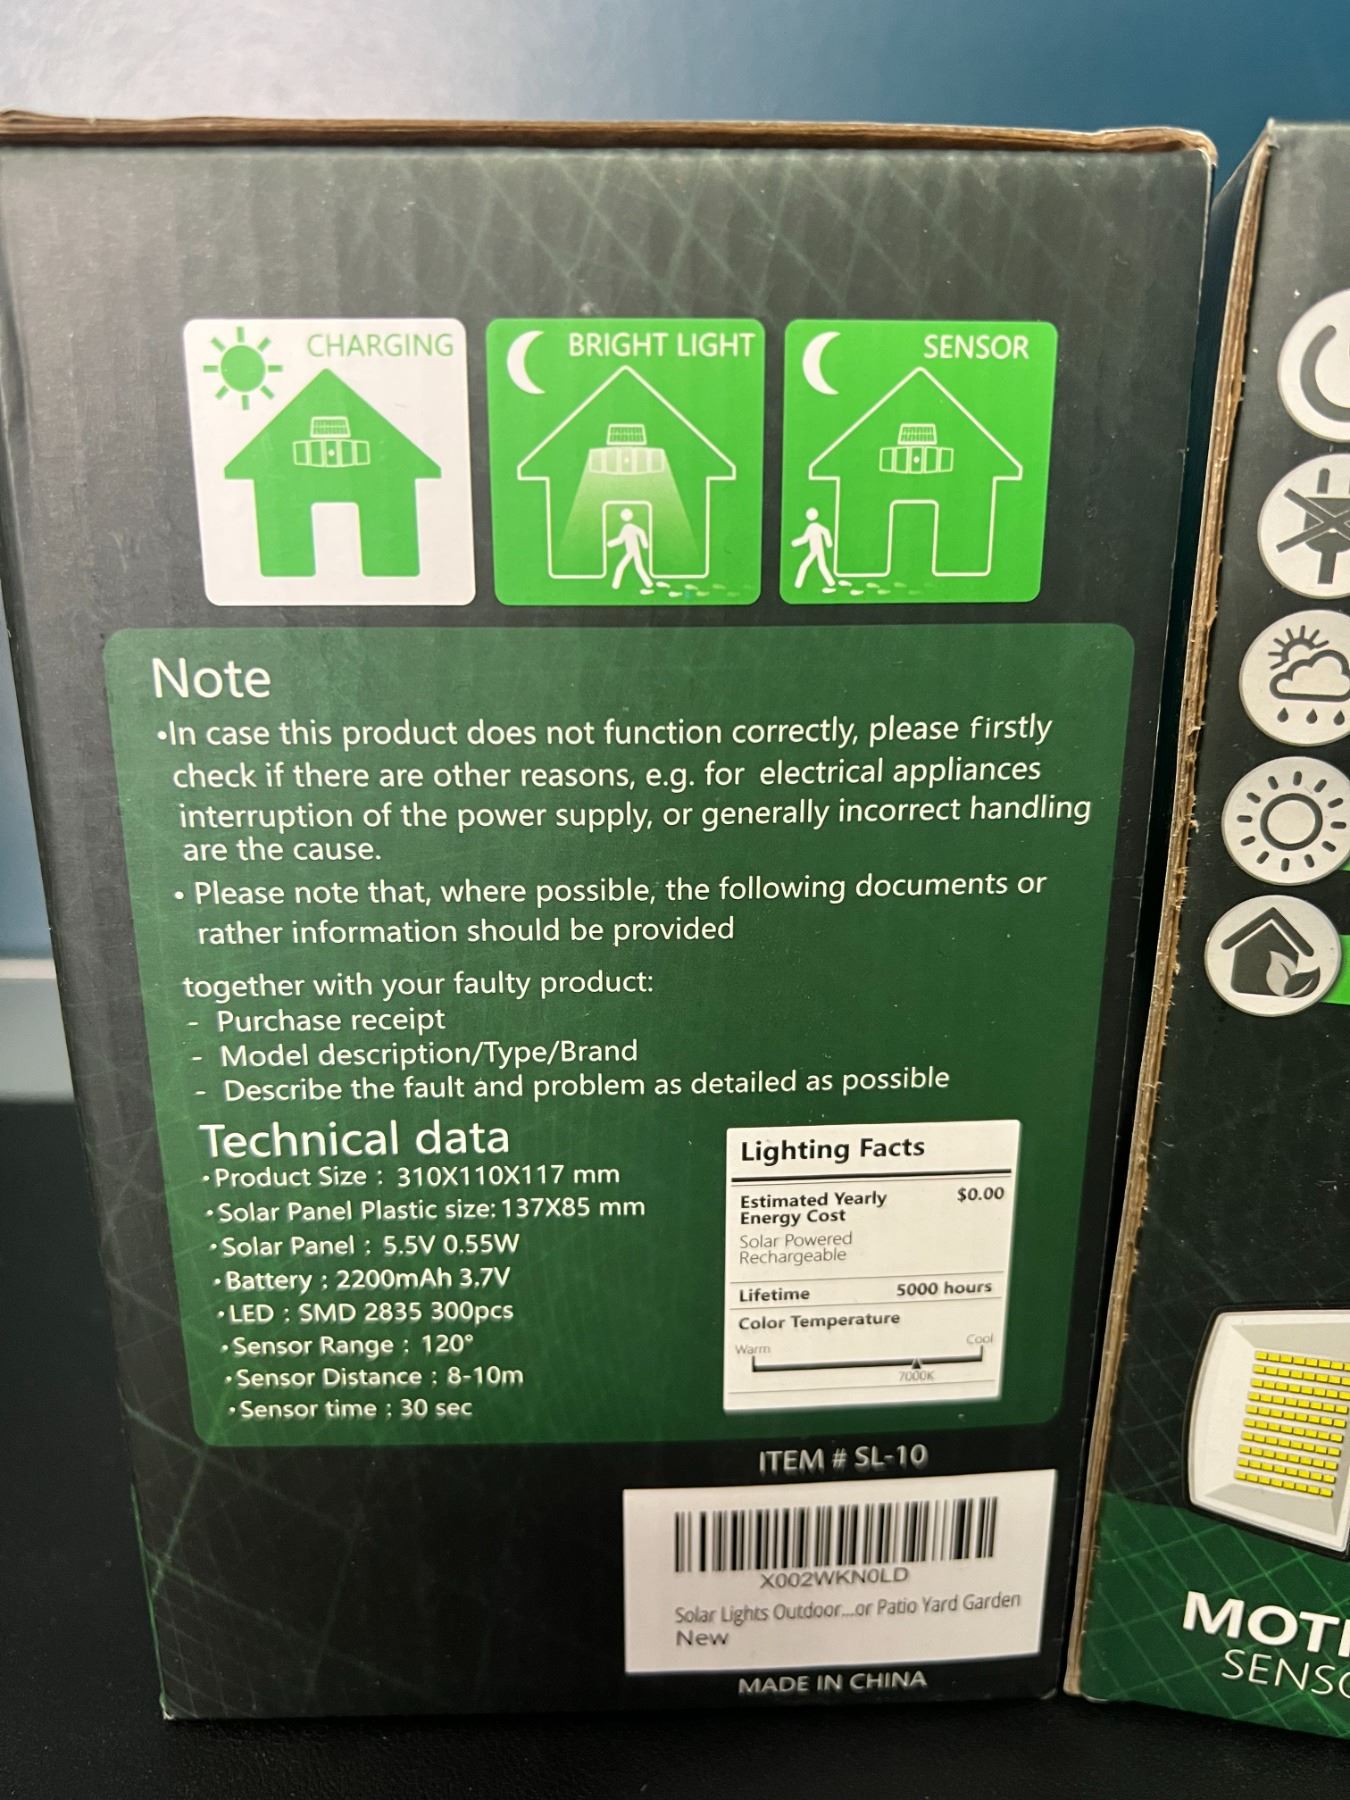 CHARGING
BRIGHT LIGHT
SENSOR
Note
•In case this product does not function correctly, please firstly
check if there are other reasons, e.g. for electrical appliances
interruption of the power supply, or generally incorrect handling
are the cause.
• Please note that, where possible, the following documents or
rather information should be provided
together with your faulty product:
- Purchase receipt
- Model description/Type/Brand
- Describe the fault and problem as detailed as possible
Technical data
•Product Size : 310X110X117 mm
•Solar Panel Plastic size: 137X85 mm
•Solar Panel : 5.5V 0.55W
•Battery : 2200mAh 3.7V
•LED : SMD 2835 300pcs
•Sensor Range : 120°
•Sensor Distance : 8-10m
•Sensor time : 30 sec
Lighting Facts
Estimated Yearly $0.00
Energy Cost
Solar Powered
Rechargeable
Lifetime 5000 hours
Color Temperature
Warm Cool
7000K
ITEM # SL-10
X002WKN0LD
Solar Lights Outdoor....or Patio Yard Garden
New
MADE IN CHINA
MOTI
SENSO